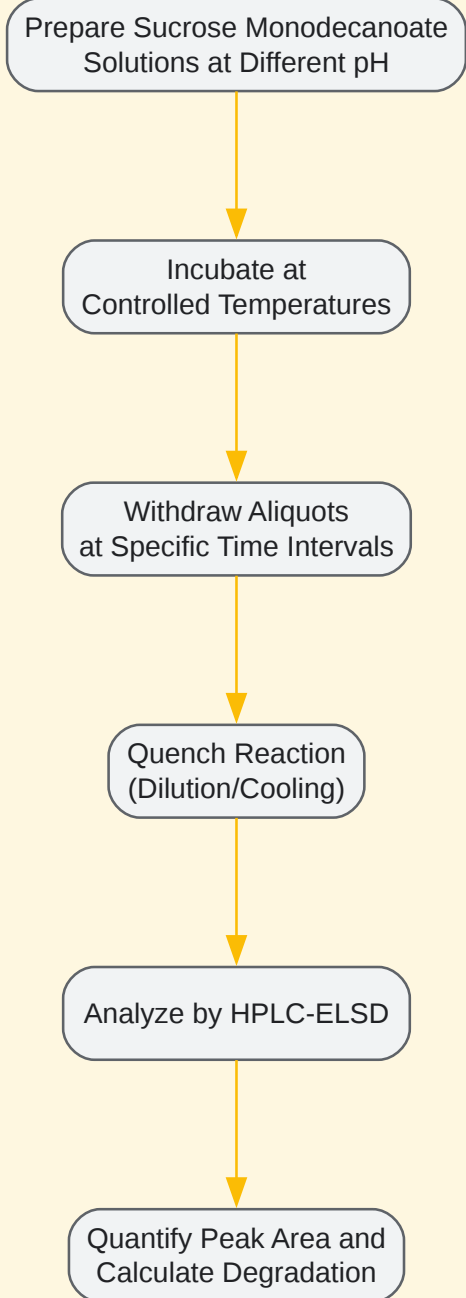 Prepare Sucrose Monodecanoate
Solutions at Different pH
Incubate at
Controlled Temperatures
Withdraw Aliquots
at Specific Time Intervals
Quench Reaction
(Dilution/Cooling)
Analyze by HPLC-ELSD
Quantify Peak Area and
Calculate Degradation